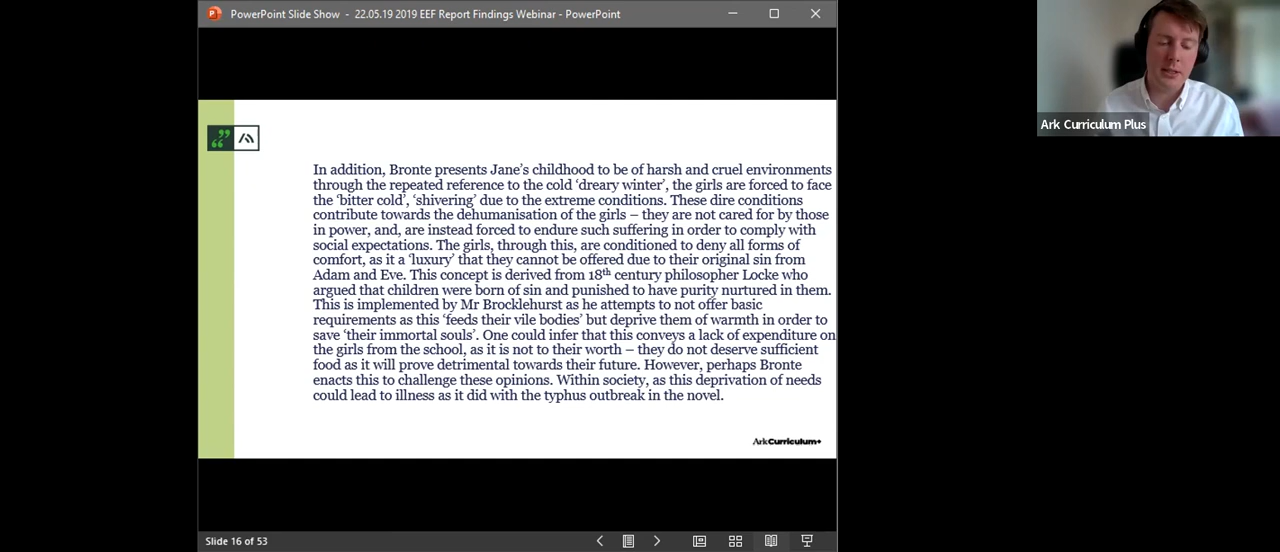 PowerPoint Slide Show - 22.05.19 2019 EEF Report Findings Webinar - PowerPoint
Ark Curriculum Plus
In addition, Bronte presents Jane's childhood to be of harsh and cruel environments
through the repeated reference to the cold 'dreary winter', the girls are forced to face
the 'bitter cold', 'shivering' due to the extreme conditions. These dire conditions
contribute towards the dehumanisation of the girls – they are not cared for by those
in power, and, are instead forced to endure such suffering in order to comply with
social expectations. The girls, through this, are conditioned to deny all forms of
comfort, as it a 'luxury' that they cannot be offered due to their original sin from
Adam and Eve. This concept is derived from 18th century philosopher Locke who
argued that children were born of sin and punished to have purity nurtured in them.
This is implemented by Mr Brocklehurst as he attempts to not offer basic
requirements as this 'feeds their vile bodies' but deprive them of warmth in order to
save 'their immortal souls'. One could infer that this conveys a lack of expenditure on
the girls from the school, as it is not to their worth – they do not deserve sufficient
food as it will prove detrimental towards their future. However, perhaps Bronte
enacts this to challenge these opinions. Within society, as this deprivation of needs
could lead to illness as it did with the typhus outbreak in the novel.
ArkCurriculum+
Slide 16 of 53